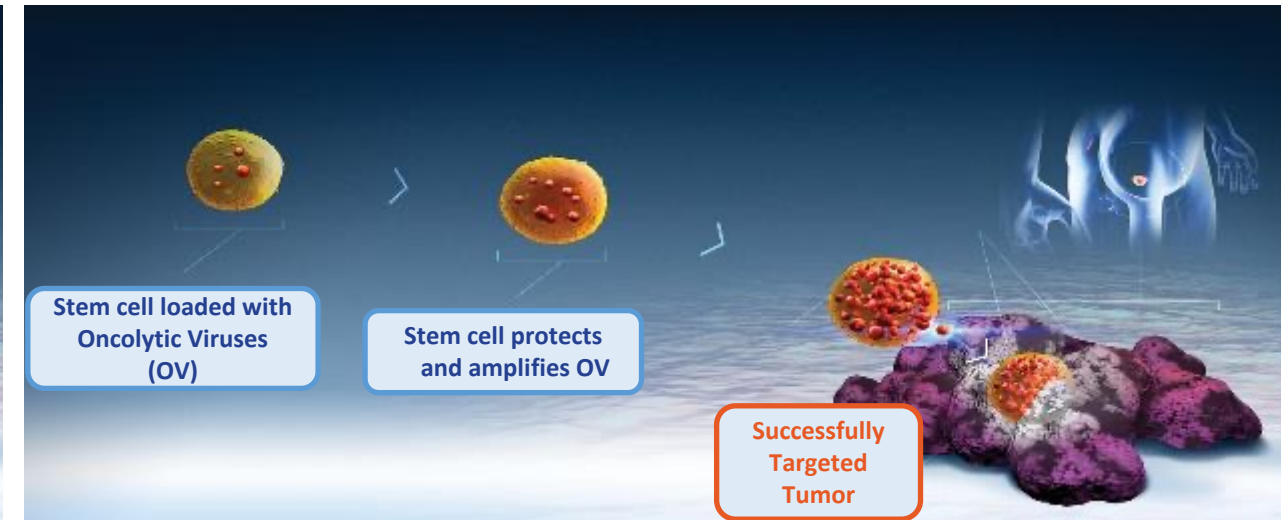 Stem cell loaded with
Oncolytic Viruses
(OV)
Stem cell protects
and amplifies OV
Successfully
Targeted
Tumor